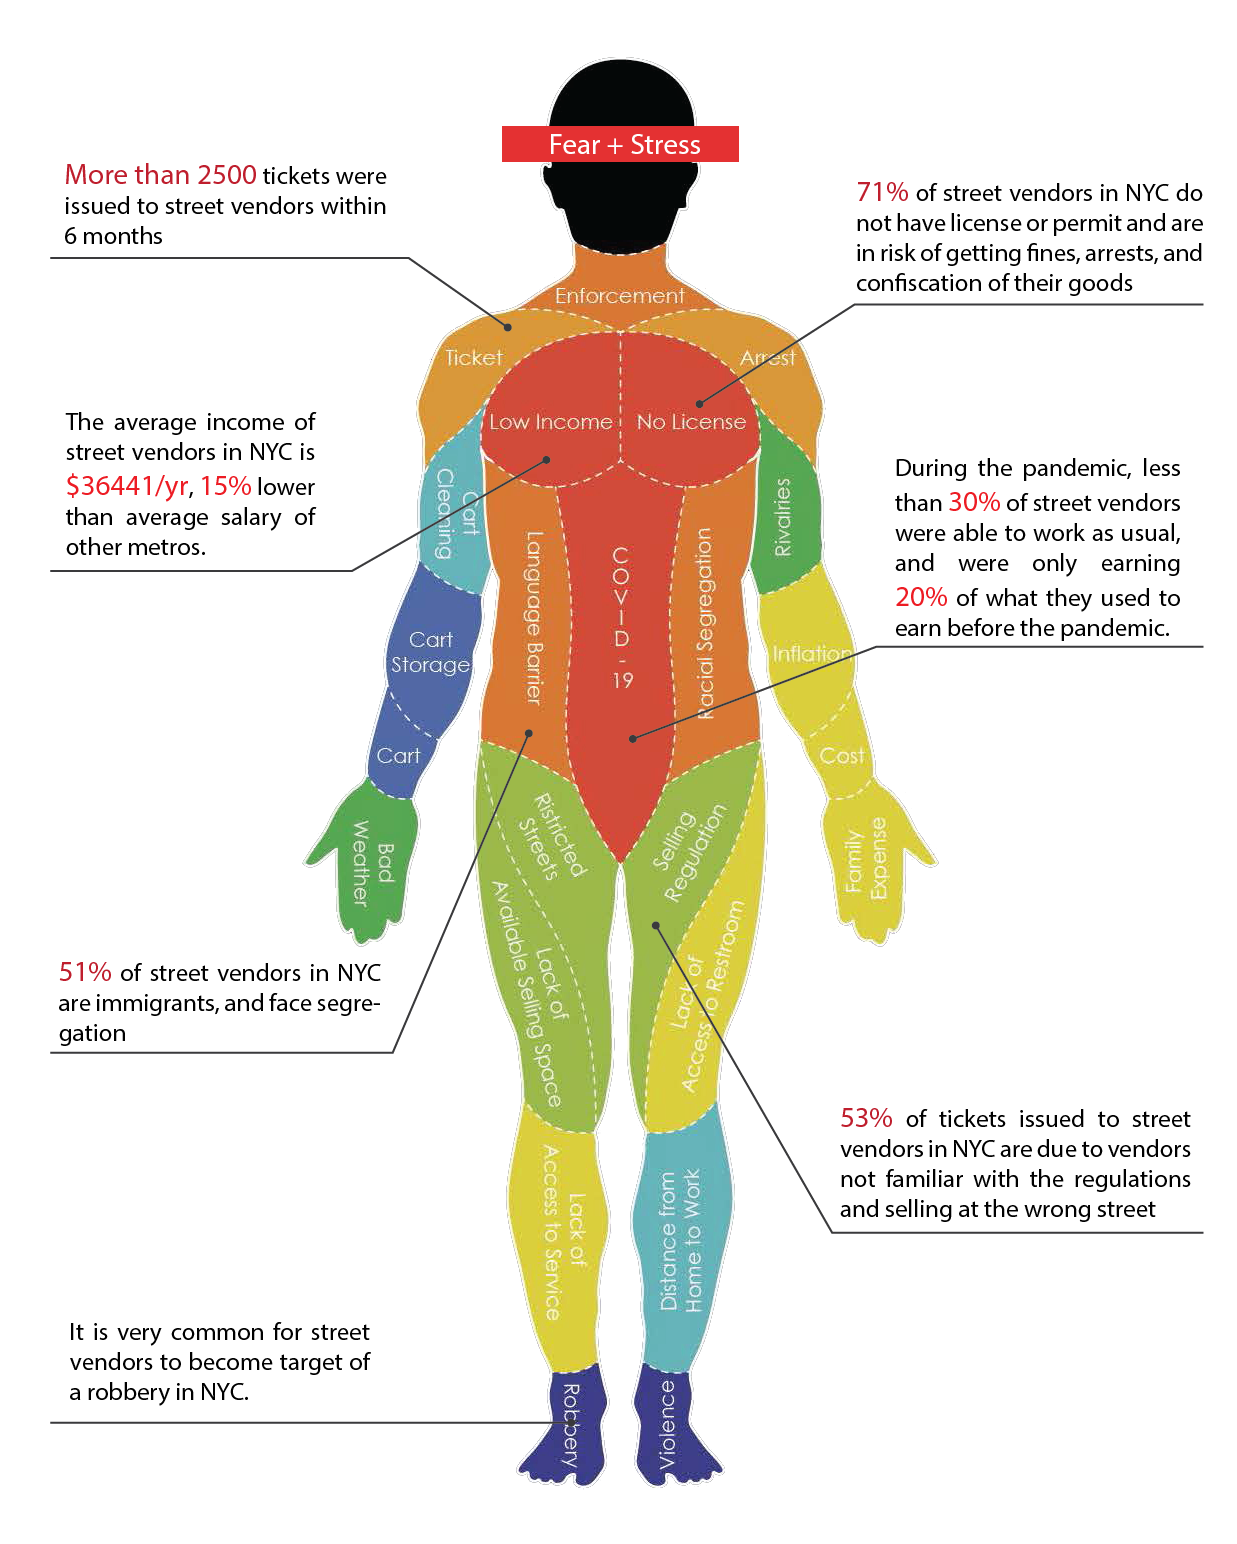 Fear + Stress
More than 2500 tickets were
issued to street vendors within
6 months
71% of street vendors in NYC do
not have license or permit and are
in risk of getting fines, arrests, and
confiscation of their goods
Enforcement
Ticket
Arrest
Low Income
No License
The average income of
street vendors in NYC is
$36441/yr, 15% lower
than average salary of
other metros.
During the pandemic, less
than 30% of street vendors
were able to work as usual,
and were only earning
20% of what they used to
earn before the pandemic.
Cart
Cleaning
Rivalries
Language Barrier
COVID-19
Racial Segregation
Cart
Storage
Inflation
Cart
Cost
Bad
Weather
Family
Expense
Ristricted
Streets
Selling
Regulation
Lack of
Available Selling Space
Lack of
Access to Restroom
51% of street vendors in NYC
are immigrants, and face segre-
gation
53% of tickets issued to street
vendors in NYC are due to vendors
not familiar with the regulations
and selling at the wrong street
Lack of
Access to Service
Distance from
Home to Work
It is very common for street
vendors to become target of
a robbery in NYC.
Robbery
Violence